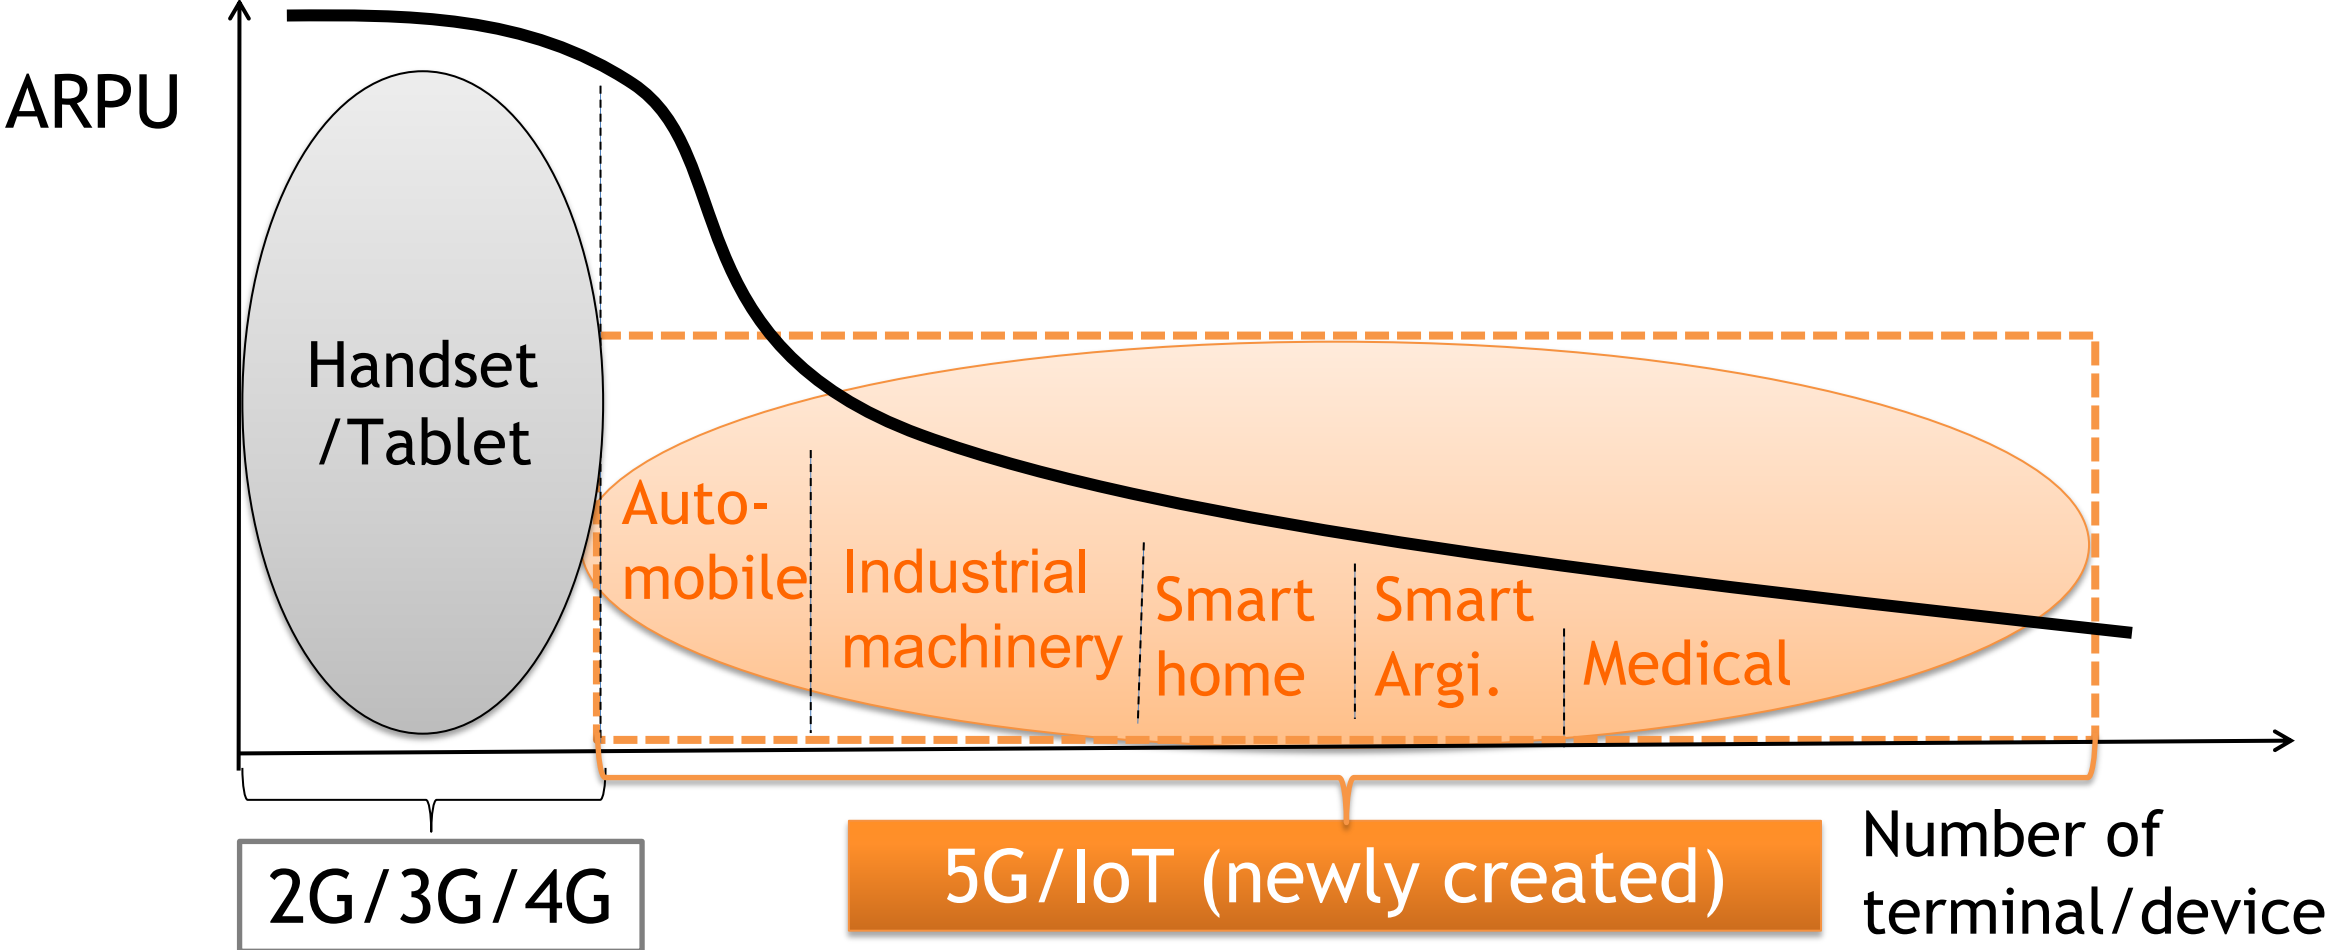 ARPU
Handset
/Tablet
Auto-
mobile
Industrial
machinery
Smart
home
Smart
Argi.
Medical
2G/3G/4G
5G/IoT (newly created)
Number of
terminal/device